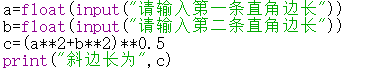 a=float(input("请输入第一条直角边长"))
b=float(input("请输入第二条直角边长"))
c=(a**2+b**2)**0.5
print("斜边长为",c)